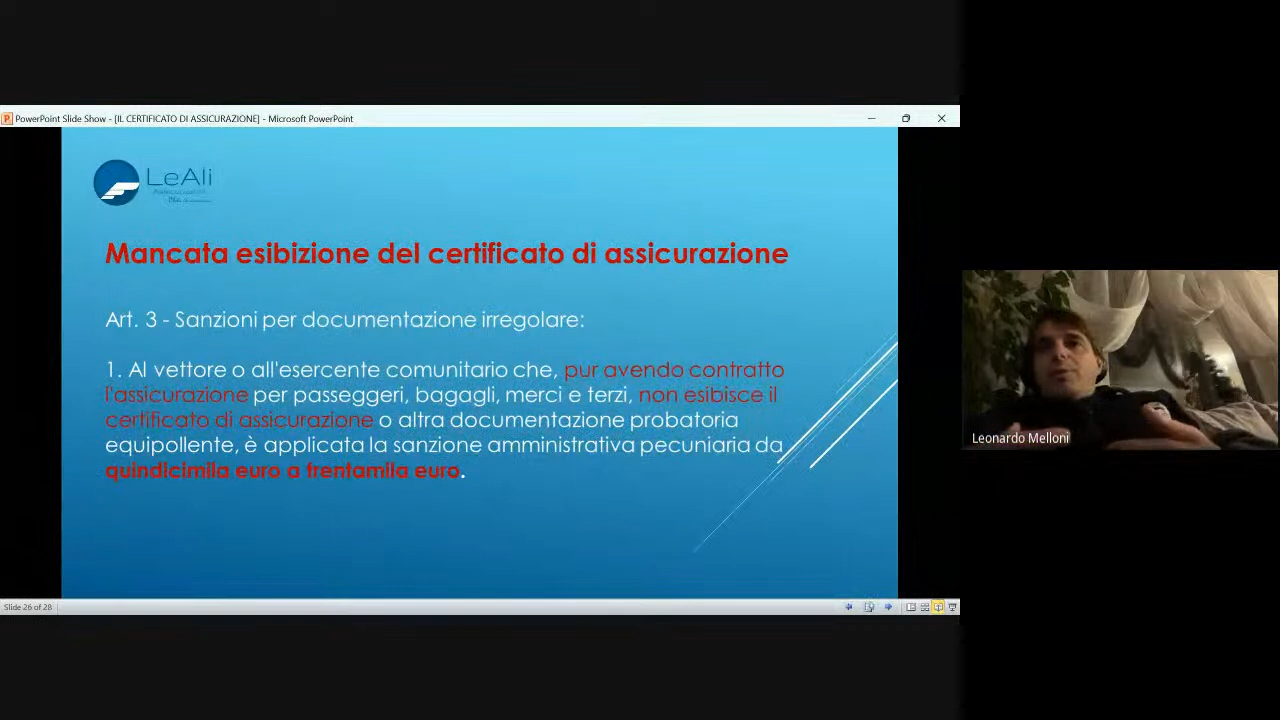 PowerPoint Slide Show - [IL CERTIFICATO DI ASSICURAZIONE] - Microsoft PowerPoint
LeAli
Mancata esibizione del certificato di assicurazione
Art. 3 - Sanzioni per documentazione irregolare:
1. Al vettore o all'esercente comunitario che, pur avendo contratto
l'assicurazione per passeggeri, bagagli, merci e terzi, non esibisce il
certificato di assicurazione o altra documentazione probatoria
equipollente, è applicata la sanzione amministrativa pecuniaria da
quindicimila euro a trentamila euro.
Leonardo Melloni
Slide 26 of 28